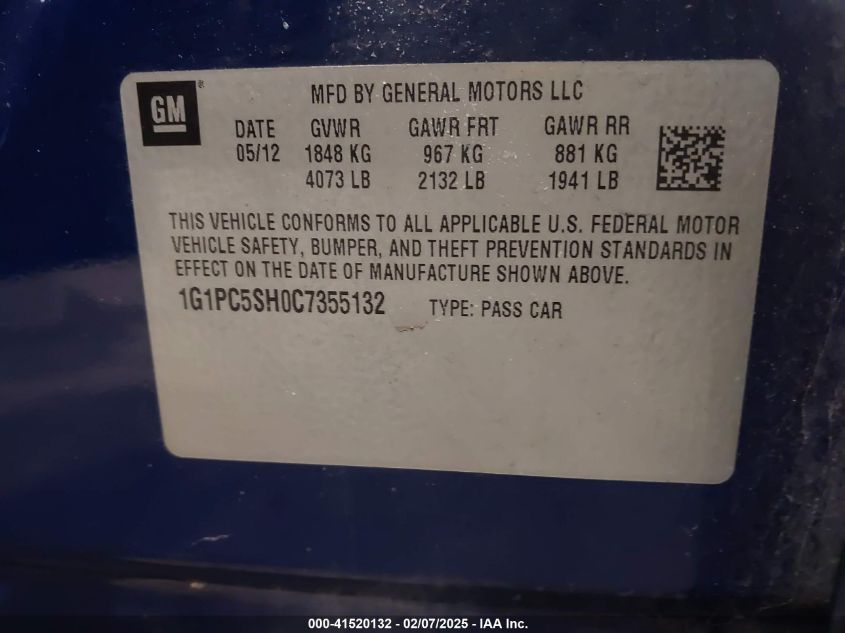 GM ®
MFD BY GENERAL MOTORS LLC
DATE GVWR GAWR FRT GAWR RR
05/12 1848 KG 967 KG 881 KG
4073 LB 2132 LB 1941 LB
THIS VEHICLE CONFORMS TO ALL APPLICABLE U.S. FEDERAL MOTOR
VEHICLE SAFETY, BUMPER, AND THEFT PREVENTION STANDARDS IN
EFFECT ON THE DATE OF MANUFACTURE SHOWN ABOVE.
1G1PC5SH0C7355132 TYPE: PASS CAR
000-41520132 - 02/07/2025 - IAA Inc.